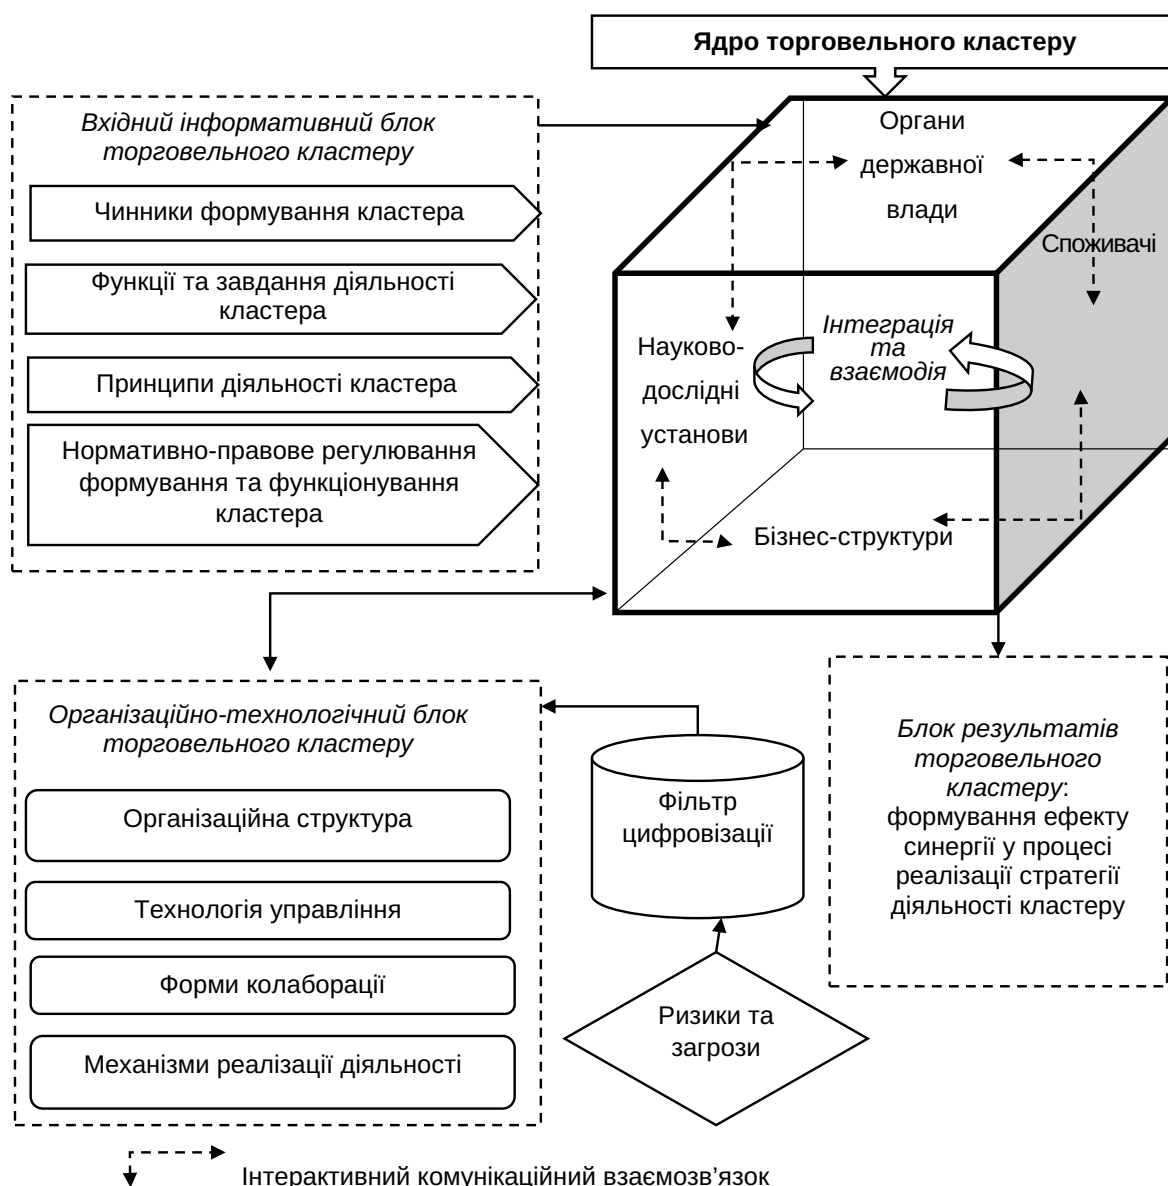 Ядро торговельного кластеру
Вхідний інформативний блок
торговельного кластеру
Чинники формування кластера
Функції та завдання діяльності
кластера
Принципи діяльності кластера
Нормативно-правове регулювання
формування та функціонування
кластера
Органи
державної
влади
Споживачі
Інтеграція
та
взаємодія
Науково-
дослідні
установи
Бізнес-структури
Організаційно-технологічний блок
торговельного кластеру
Організаційна структура
Технологія управління
Форми колаборації
Механізми реалізації діяльності
Фільтр
цифровізації
Ризики та
загрози
Блок результатів
торговельного
кластеру:
формування ефекту
синергії у процесі
реалізації стратегії
діяльності кластеру
Інтерактивний комунікаційний взаємозв'язок